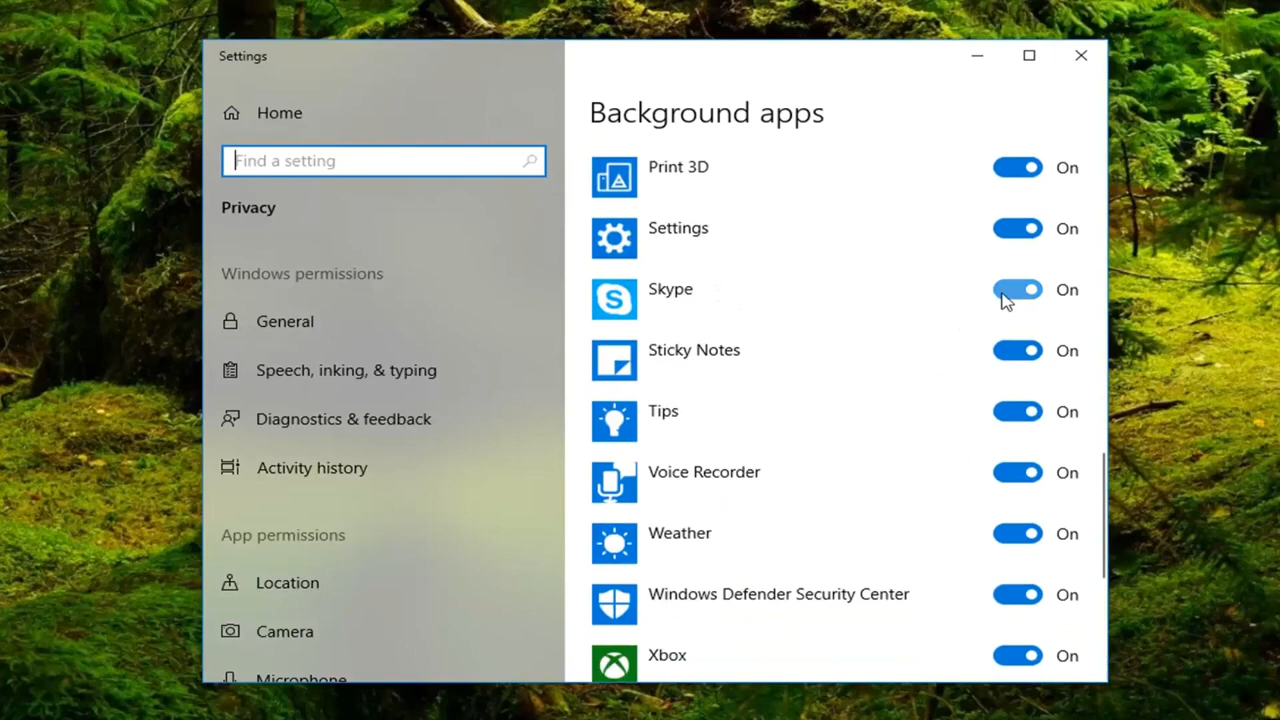 Settings
Home
Find a setting
Privacy
Windows permissions
General
Speech, inking, & typing
Diagnostics & feedback
Activity history
App permissions
Location
Camera
Microphone
Background apps
Print 3D On
Settings On
Skype On
Sticky Notes On
Tips On
Voice Recorder On
Weather On
Windows Defender Security Center On
Xbox On